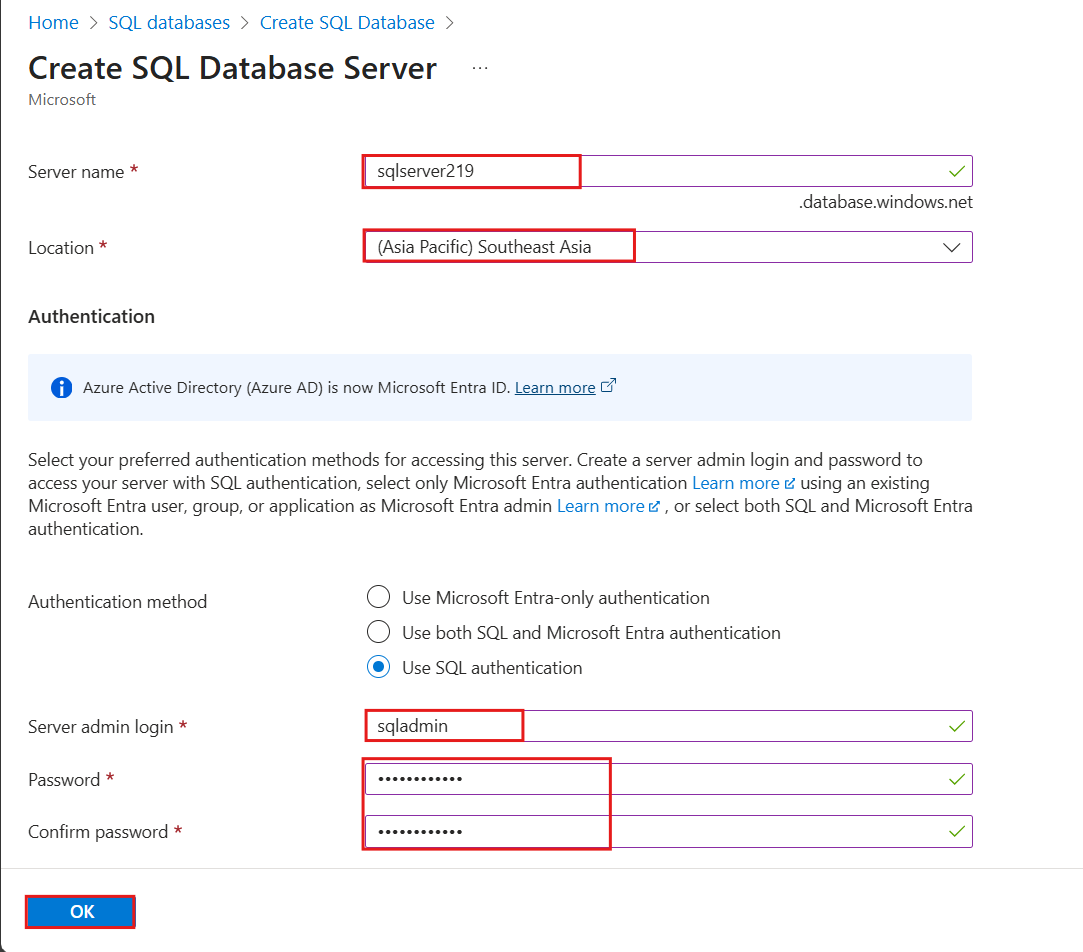 Home > SQL databases > Create SQL Database >
Create SQL Database Server ...
Microsoft
Server name *
sqlserver219
.database.windows.net
Location *
(Asia Pacific) Southeast Asia
Authentication
Azure Active Directory (Azure AD) is now Microsoft Entra ID. Learn more
Select your preferred authentication methods for accessing this server. Create a server admin login and password to
access your server with SQL authentication, select only Microsoft Entra authentication Learn more using an existing
Microsoft Entra user, group, or application as Microsoft Entra admin Learn more , or select both SQL and Microsoft Entra
authentication.
Authentication method
Use Microsoft Entra-only authentication
Use both SQL and Microsoft Entra authentication
Use SQL authentication
Server admin login *
sqladmin
Password *
••••••••••••
Confirm password *
••••••••••••
OK